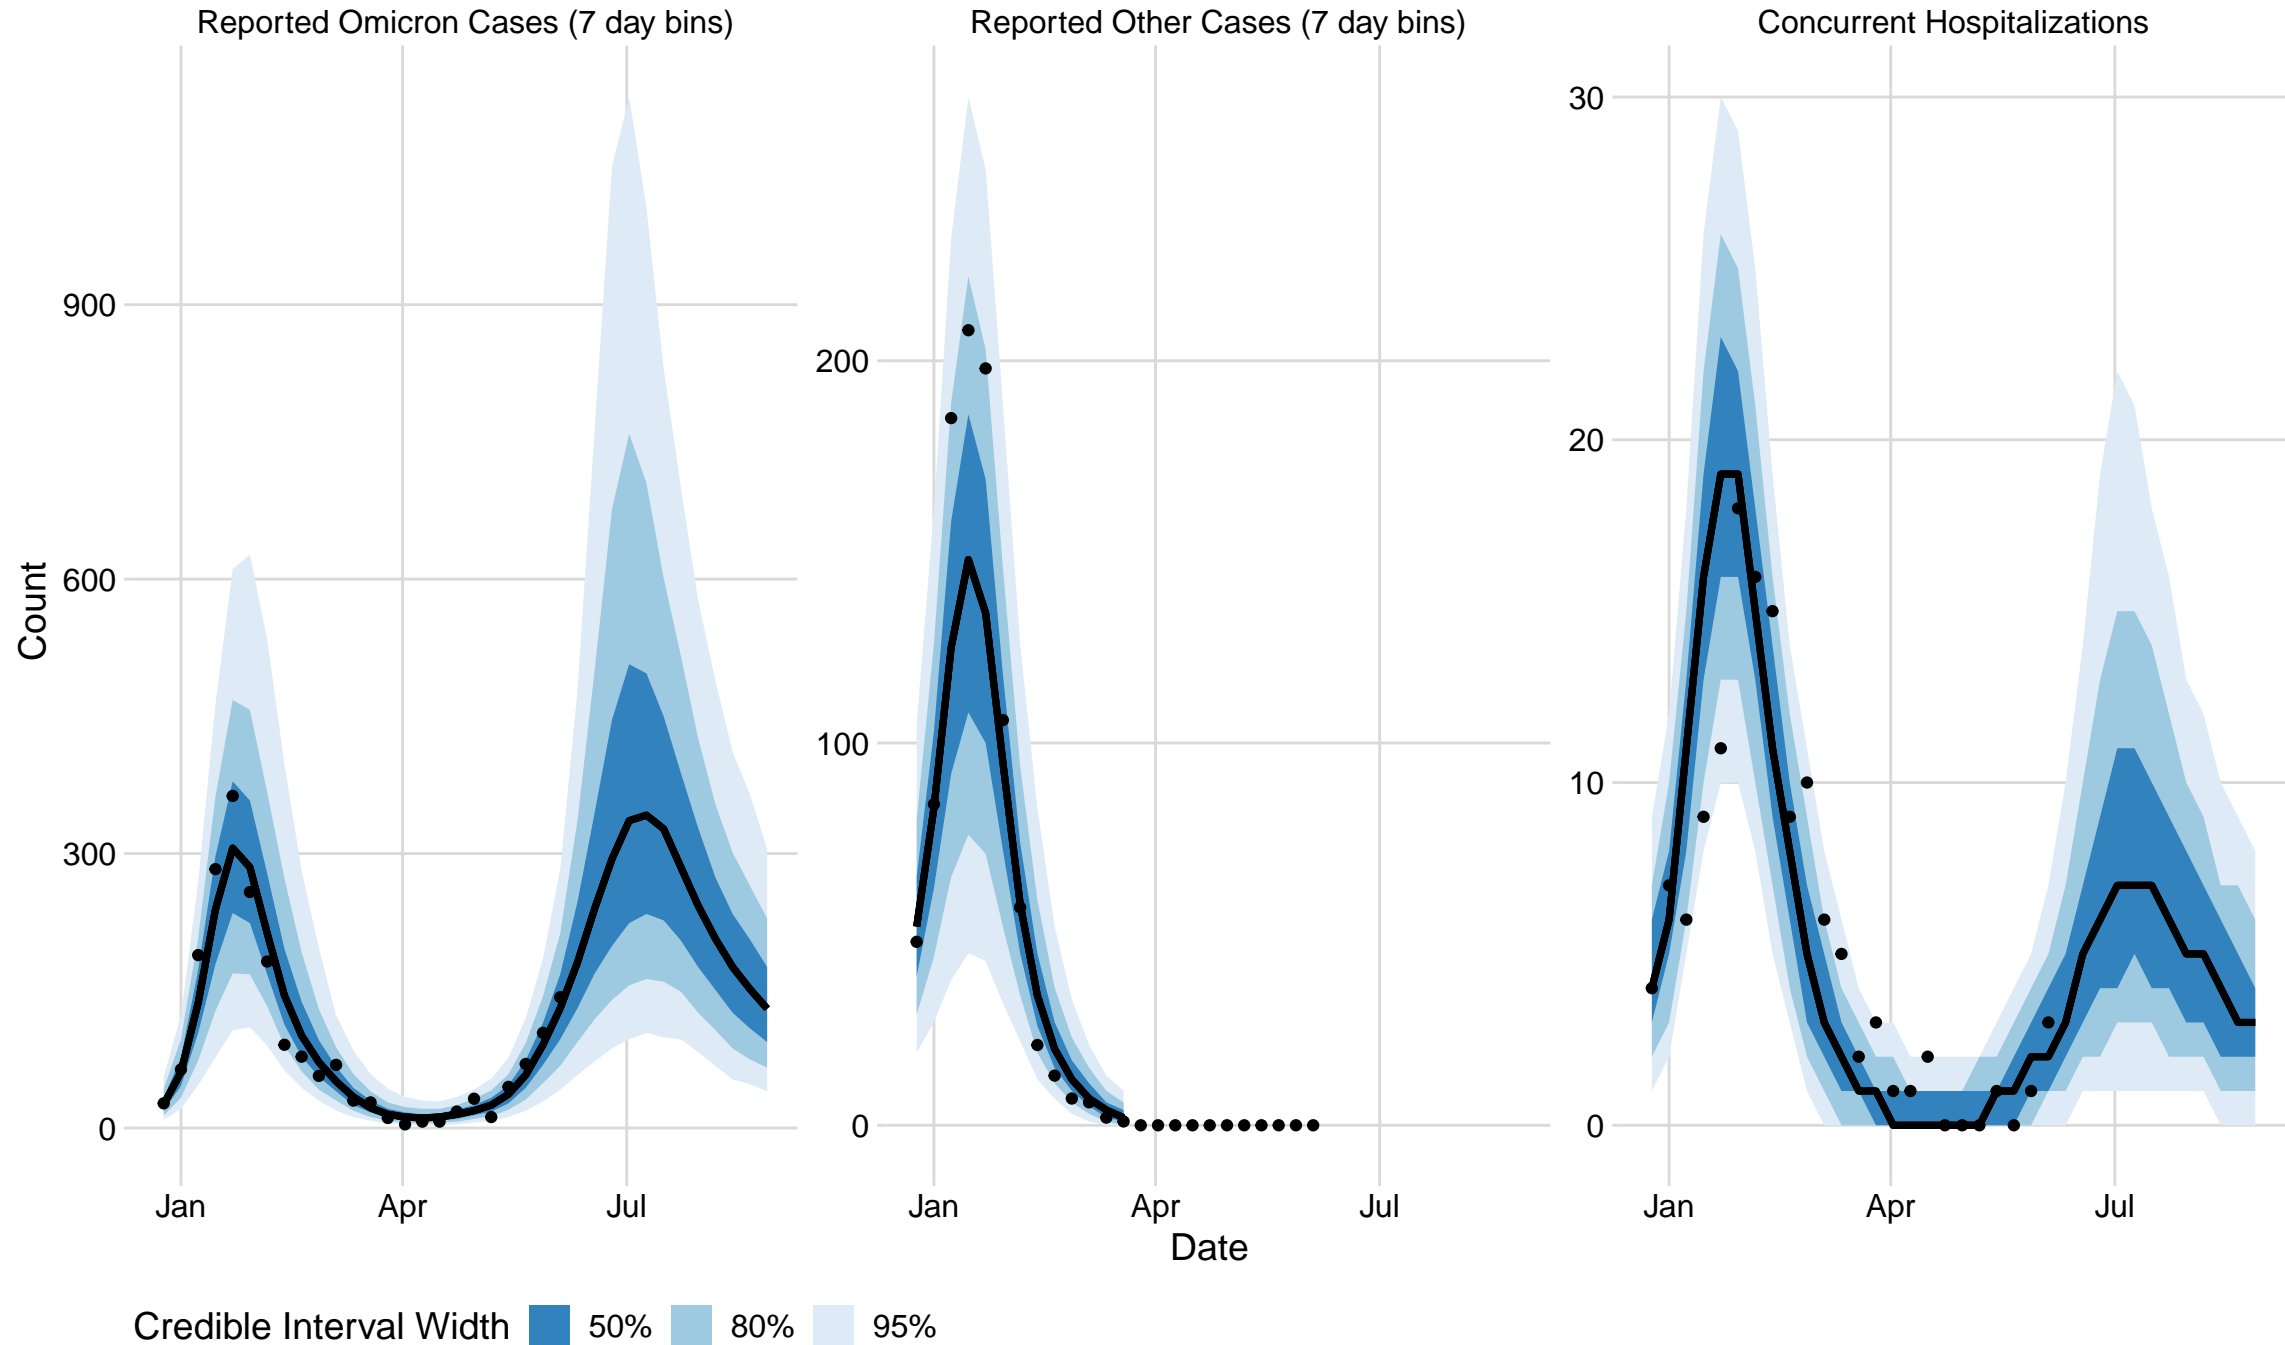 Reported Omicron Cases (7 day bins)
Reported Other Cases (7 day bins)
Concurrent Hospitalizations
Count
900
600
300
0
200
100
0
30
20
10
0
Jan
Apr
Jul
Jan
Apr
Jul
Jan
Apr
Jul
Date
Credible Interval Width
50%
80%
95%